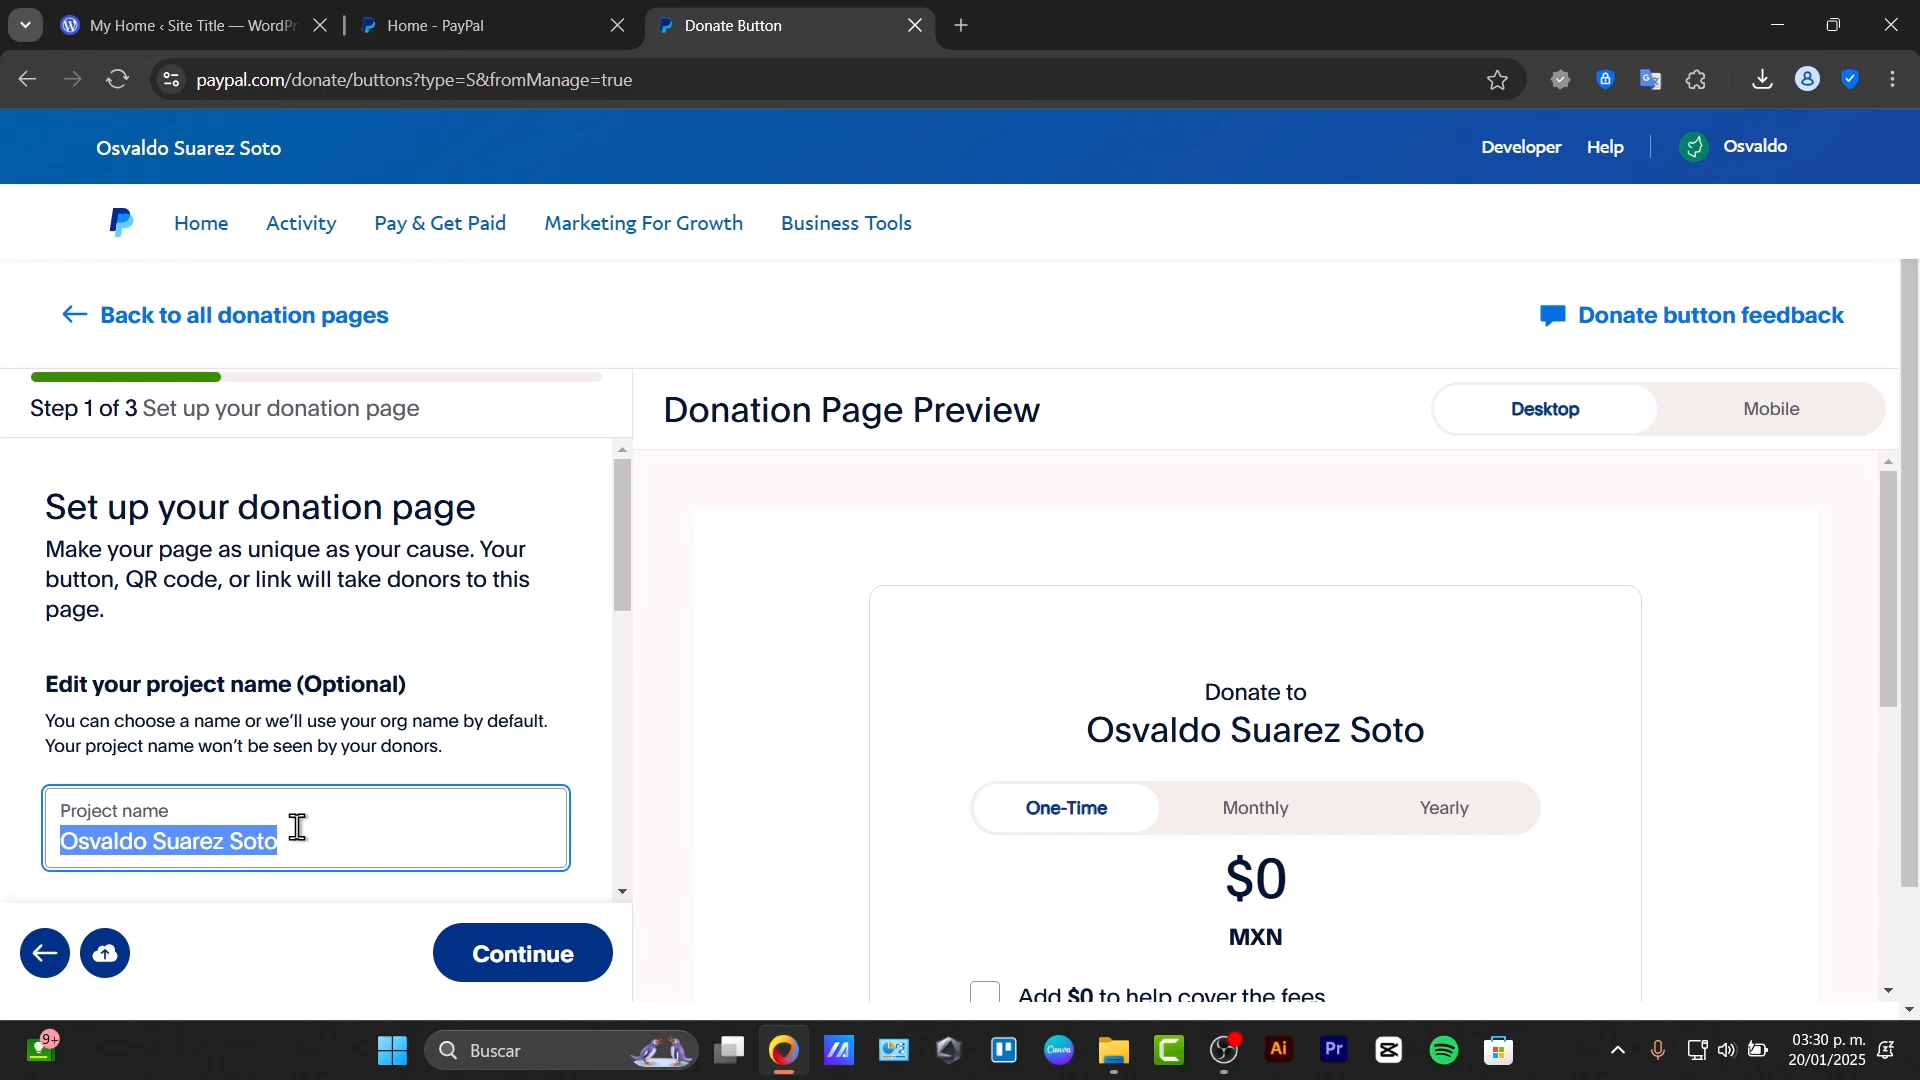 My Home ‹ Site Title — WordPr
Home - PayPal
Donate Button
paypal.com/donate/buttons?type=S&fromManage=true
Osvaldo Suarez Soto
Developer
Help
Osvaldo
Home
Activity
Pay & Get Paid
Marketing For Growth
Business Tools
Back to all donation pages
Donate button feedback
Step 1 of 3 Set up your donation page
Donation Page Preview
Desktop
Mobile
Set up your donation page
Make your page as unique as your cause. Your
button, QR code, or link will take donors to this
page.
Edit your project name (Optional)
You can choose a name or we'll use your org name by default.
Your project name won't be seen by your donors.
Project name
Osvaldo Suarez Soto
Continue
Donate to
Osvaldo Suarez Soto
One-Time
Monthly
Yearly
$0
MXN
Add $0 to help cover the fees
9+
Buscar
Canva
Ai
Pr
03:30 p. m.
20/01/2025